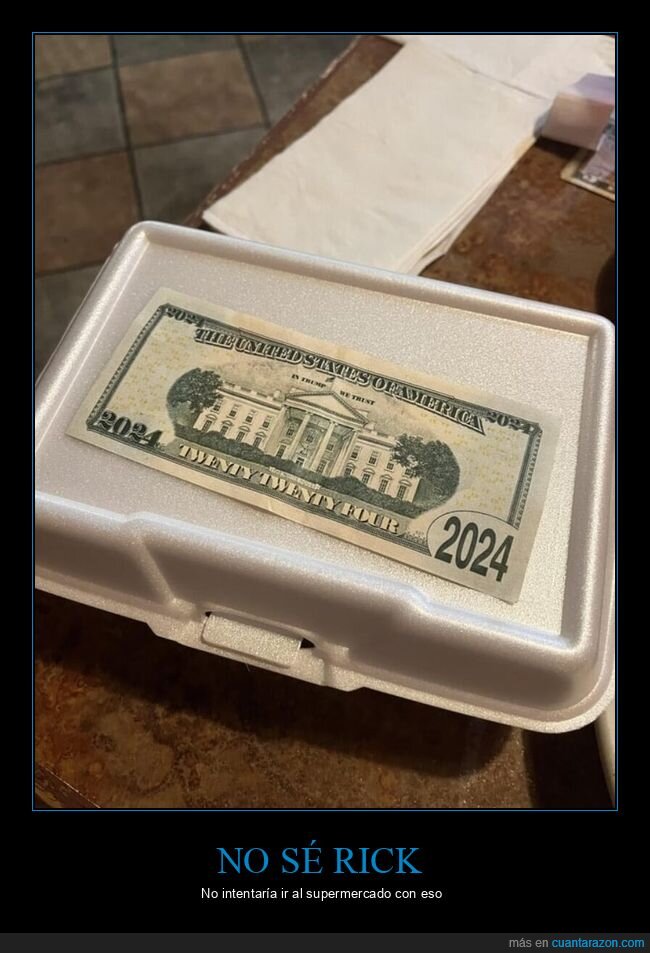 2024
THE UNITED STATES OF AMERICA
2024
IN TRUMP WE TRUST
2024
TWENTY TWENTY FOUR
2024
NO SÉ RICK
No intentaría ir al supermercado con eso
más en cuantarazon.com